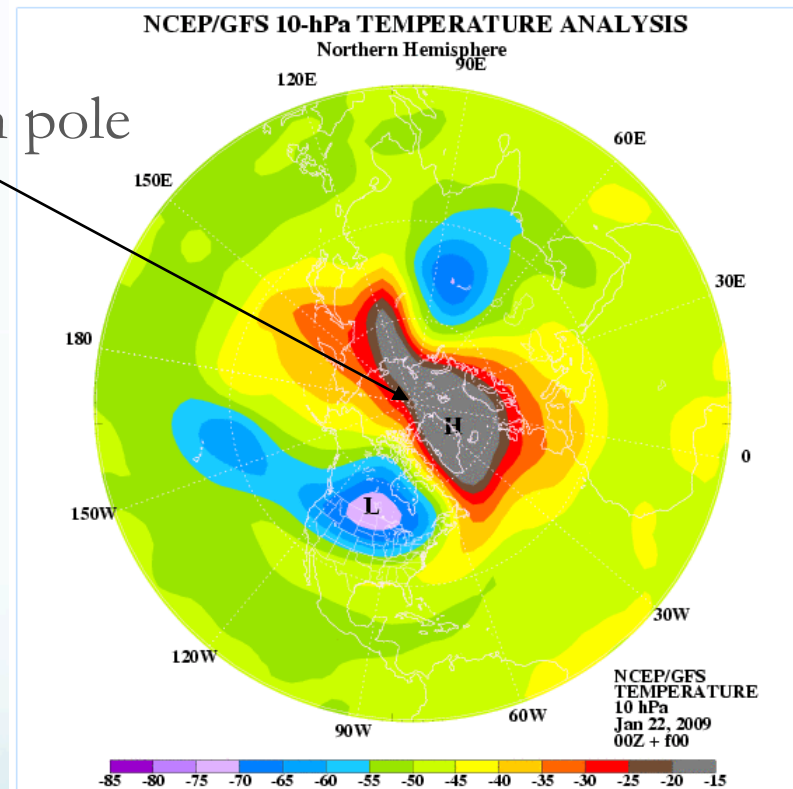 NCEP/GFS 10-hPa TEMPERATURE ANALYSIS
Northern Hemisphere
90E
120E
pole
60E
150E
30E
180
H
0
150W
L
30W
120W
NCEP/GFS
TEMPERATURE
10 hPa
Jan 22, 2009
00Z + f00
60W
90W
-85 -80 -75 -70 -65 -60 -55 -50 -45 -40 -35 -30 -25 -20 -15